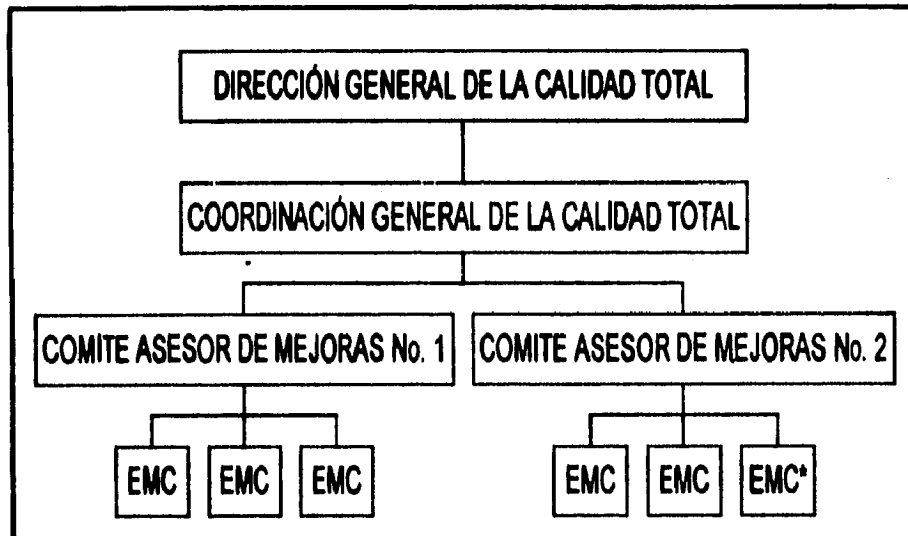 DIRECCIÓN GENERAL DE LA CALIDAD TOTAL
COORDINACIÓN GENERAL DE LA CALIDAD TOTAL
COMITE ASESOR DE MEJORAS No. 1
COMITE ASESOR DE MEJORAS No. 2
EMC
EMC
EMC
EMC
EMC
EMC*